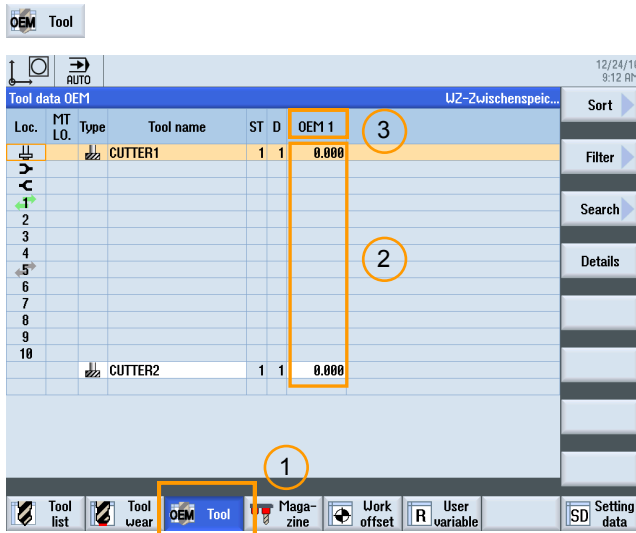 OEM Tool
AUTO
12/24/1
9:12 AM
Tool data OEM WZ-Zwischenspeic...
Loc. MT LO. Type Tool name ST D OEM 1
3
CUTTER1 1 1 0.000
1
2
3
4
5
6
7
8
9
10
2
CUTTER2 1 1 0.000
Sort
Filter
Search
Details
1
Tool list
Tool wear
OEM Tool
Maga-
zine
Work offset
R User variable
SD Setting data